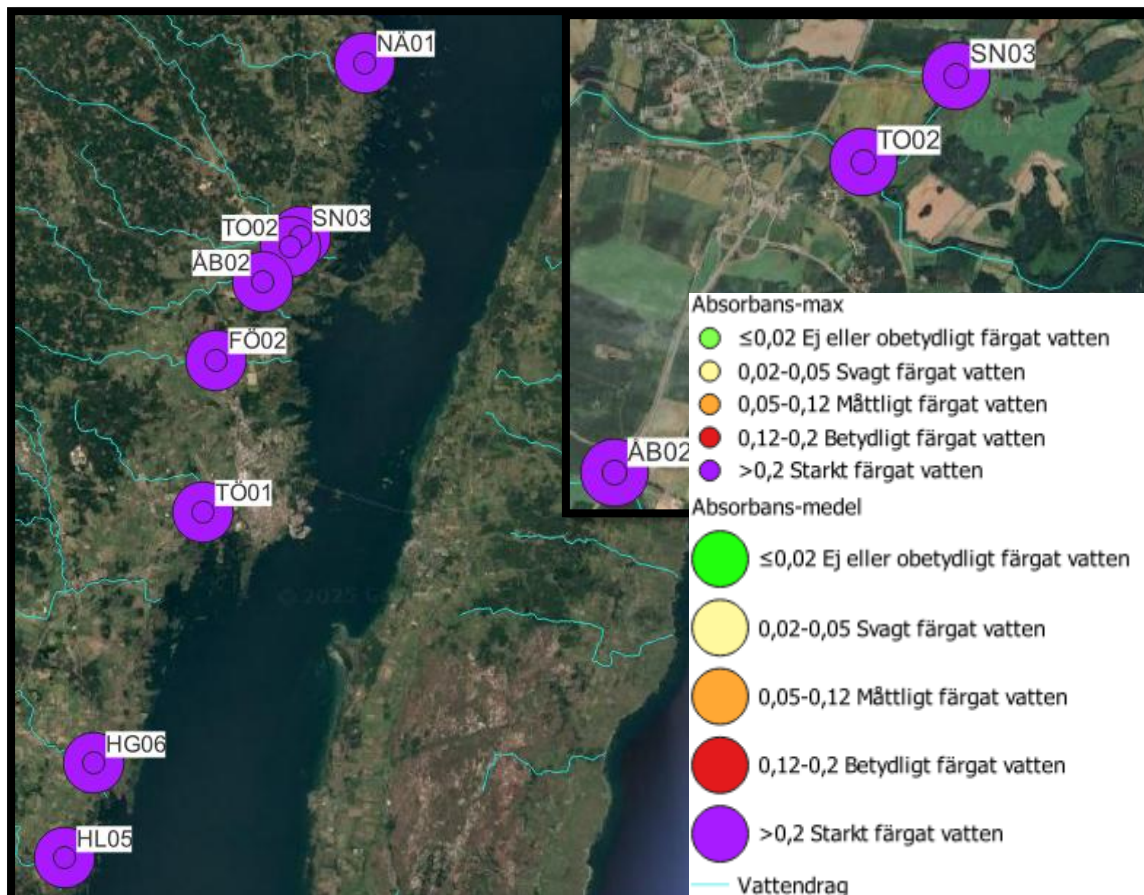 NÄ01
SN03
TO02
ÅB02
FÖ02
TÖ01
HG06
HL05
SN03
TO02
ÅB02
Absorbans-max
≤0,02 Ej eller obetydligt färgat vatten
0,02-0,05 Svagt färgat vatten
0,05-0,12 Måttligt färgat vatten
0,12-0,2 Betydligt färgat vatten
>0,2 Starkt färgat vatten
Absorbans-medel
≤0,02 Ej eller obetydligt färgat vatten
0,02-0,05 Svagt färgat vatten
0,05-0,12 Måttligt färgat vatten
0,12-0,2 Betydligt färgat vatten
>0,2 Starkt färgat vatten
Vattendrag
© 2025